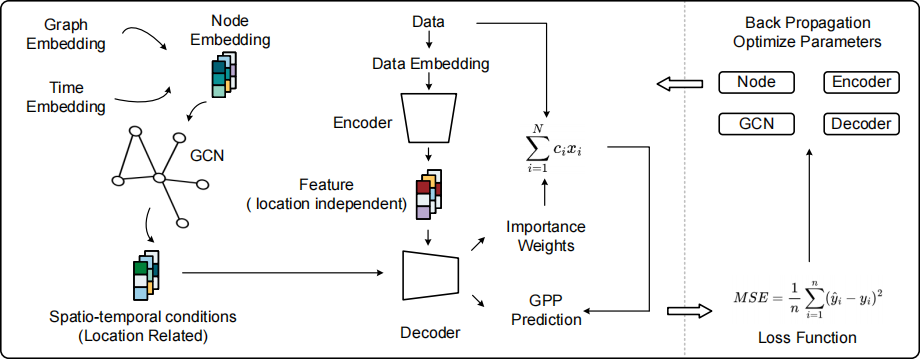 Graph
Embedding
Time
Embedding
Node
Embedding
GCN
Spatio-temporal conditions
(Location Related)
Data
Data Embedding
Encoder
Feature
( location independent)
Decoder
\sum_{i=1}^{N} c_i x_i
Importance
Weights
GPP
Prediction
Back Propagation
Optimize Parameters
Node
Encoder
GCN
Decoder
MSE = \frac{1}{n} \sum_{i=1}^{n} (\hat{y}_i - y_i)^2
Loss Function